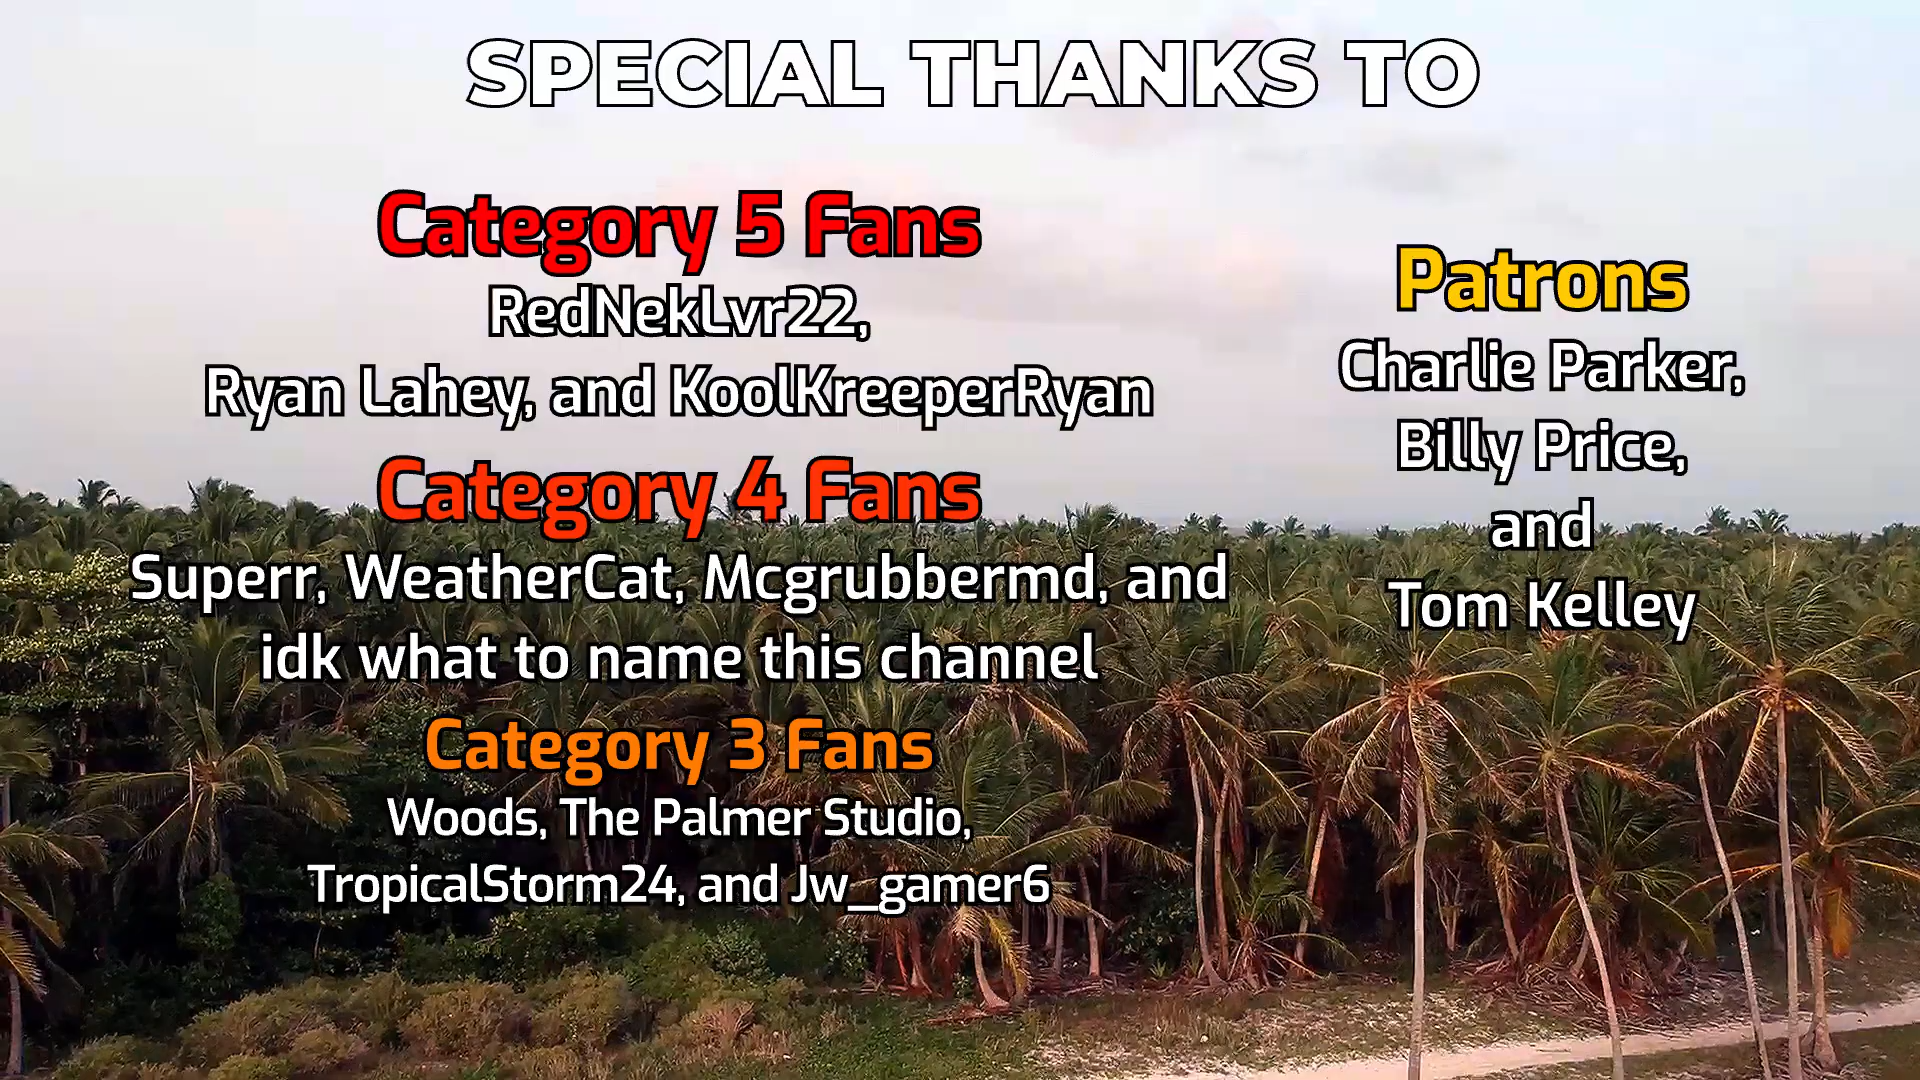 SPECIAL THANKS TO
Category 5 Fans
RedNekLvr22,
Ryan Lahey, and KoolKreeperRyan
Category 4 Fans
Superr, WeatherCat, Mcgrubbermd, and
idk what to name this channel
Category 3 Fans
Woods, The Palmer Studio,
TropicalStorm24, and Jw_gamer6
Patrons
Charlie Parker,
Billy Price,
and
Tom Kelley